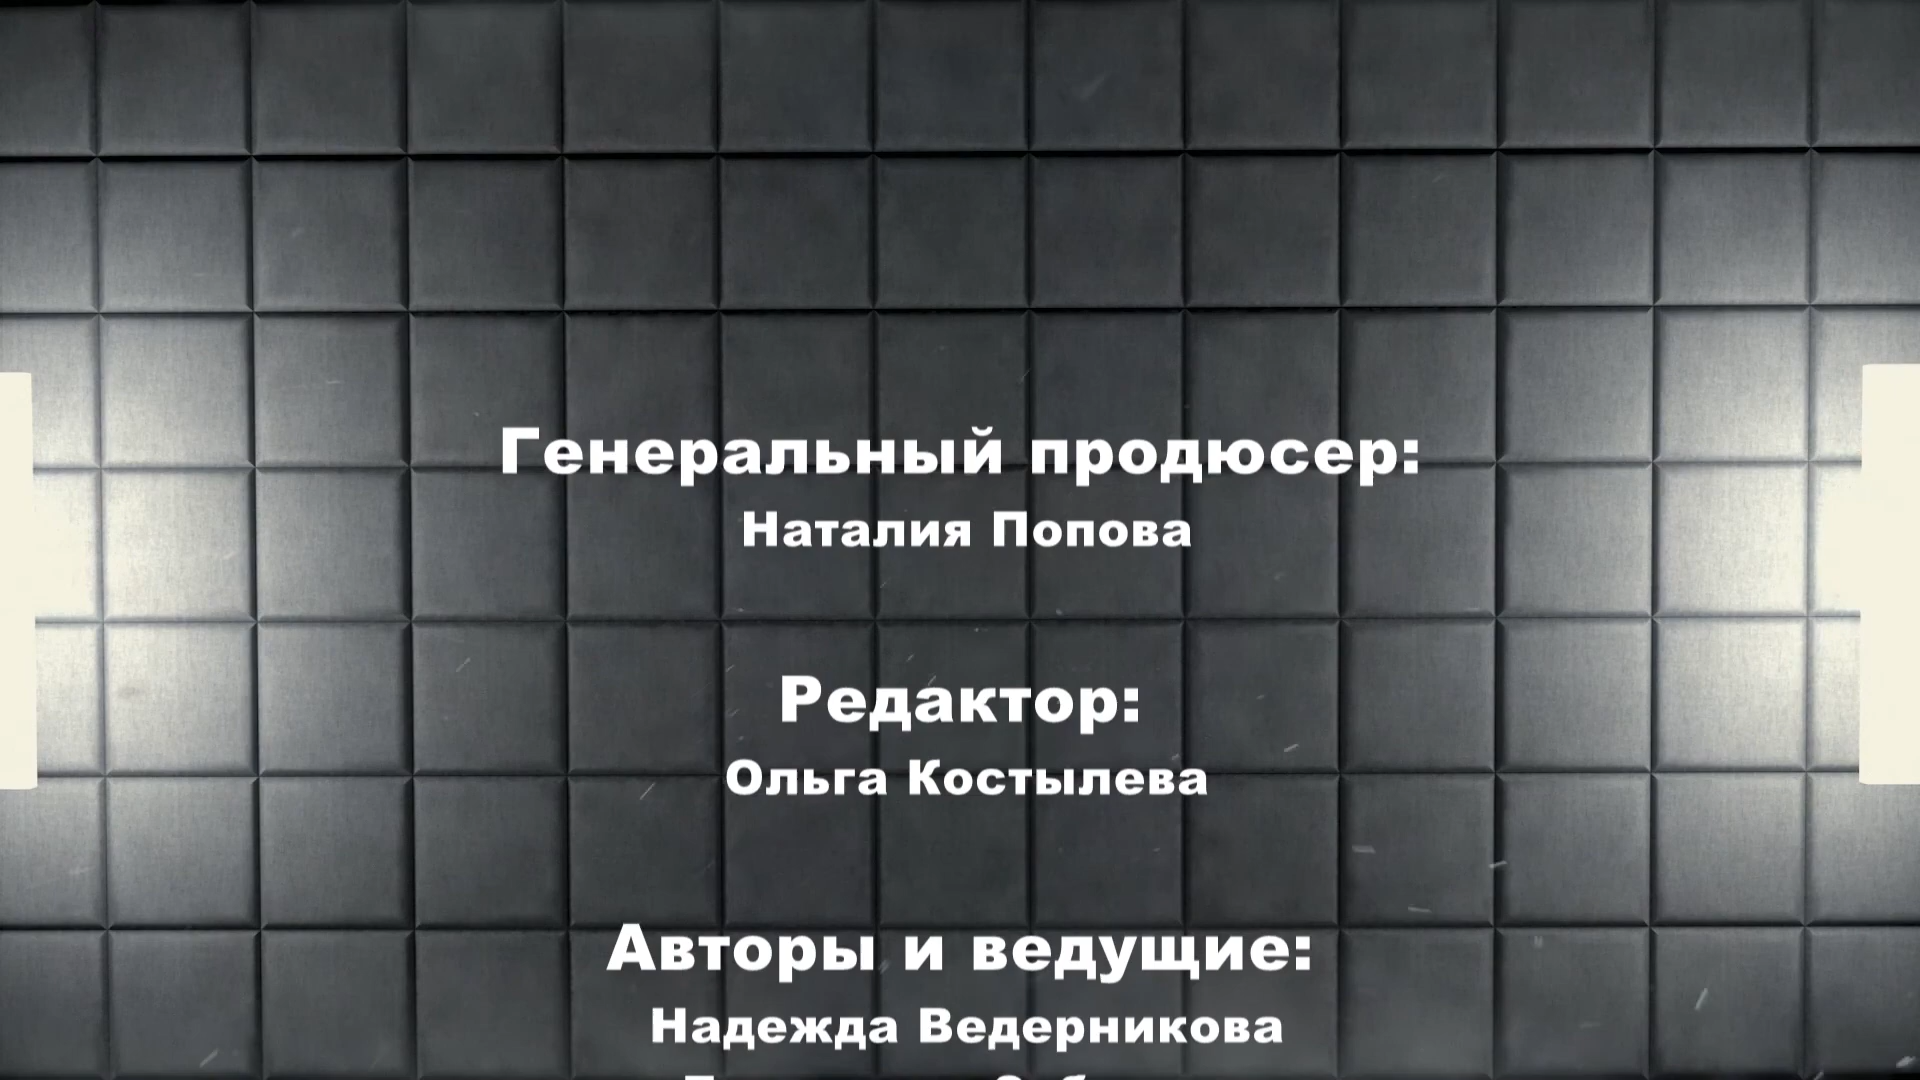 Генеральный продюсер:
Наталия Попова
Редактор:
Ольга Костылева
Авторы и ведущие:
Надежда Ведерникова